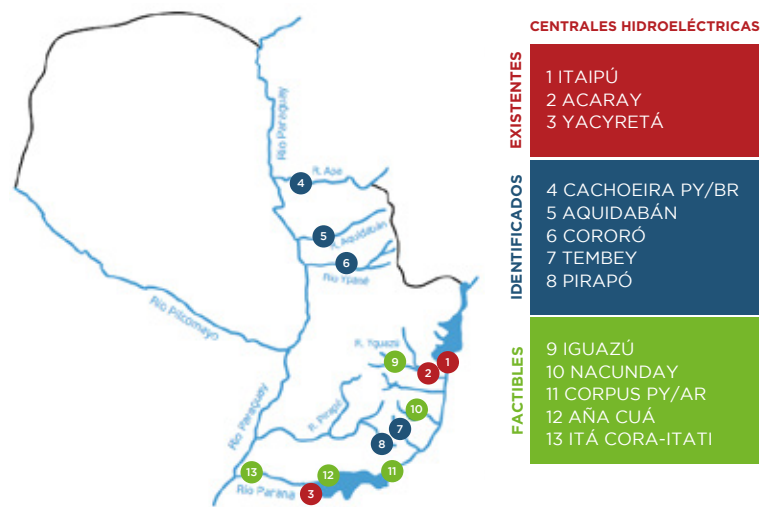 CENTRALES HIDROELÉCTRICAS
EXISTENTES
1 ITAIPÚ
2 ACARAY
3 YACYRETÁ
IDENTIFICADOS
4 CACHOEIRA PY/BR
5 AQUIDABÁN
6 CORORÓ
7 TEMBEY
8 PIRAPÓ
FACTIBLES
9 IGUAZÚ
10 NACUNDAY
11 CORPUS PY/AR
12 AÑA CUÁ
13 ITÁ CORA-ITATI
Río Paraguay
R. Apa
4
5
R. Aquidabán
6
Río Ypané
Río Pilcomayo
R. Yguazú
9
2
1
R. Pirapé
10
7
8
Río Paraguay
13
12
11
Río Paraná
3